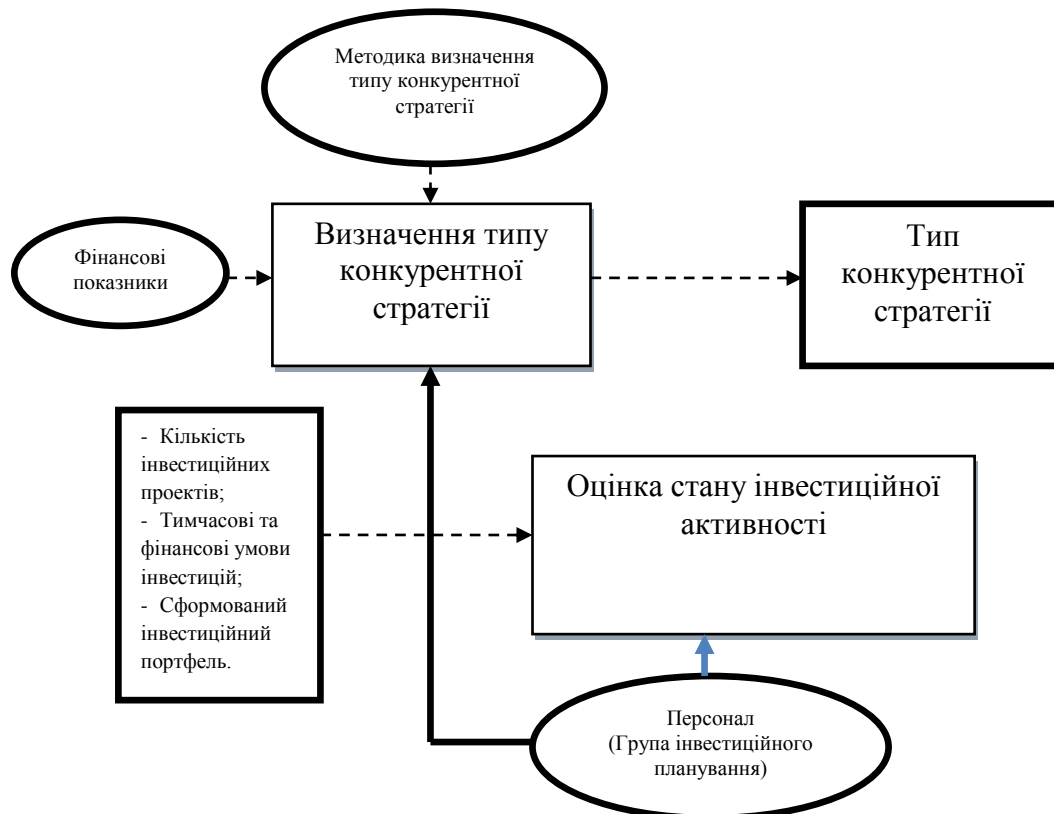 Методика визначення
типу конкурентної
стратегії
Фінансові
показники
Визначення типу
конкурентної
стратегії
Тип
конкурентної
стратегії
- Кількість
інвестиційних
проектів;
- Тимчасові та
фінансові умови
інвестицій;
- Сформований
інвестиційний
портфель.
Оцінка стану інвестиційної
активності
Персонал
(Група інвестиційного
планування)